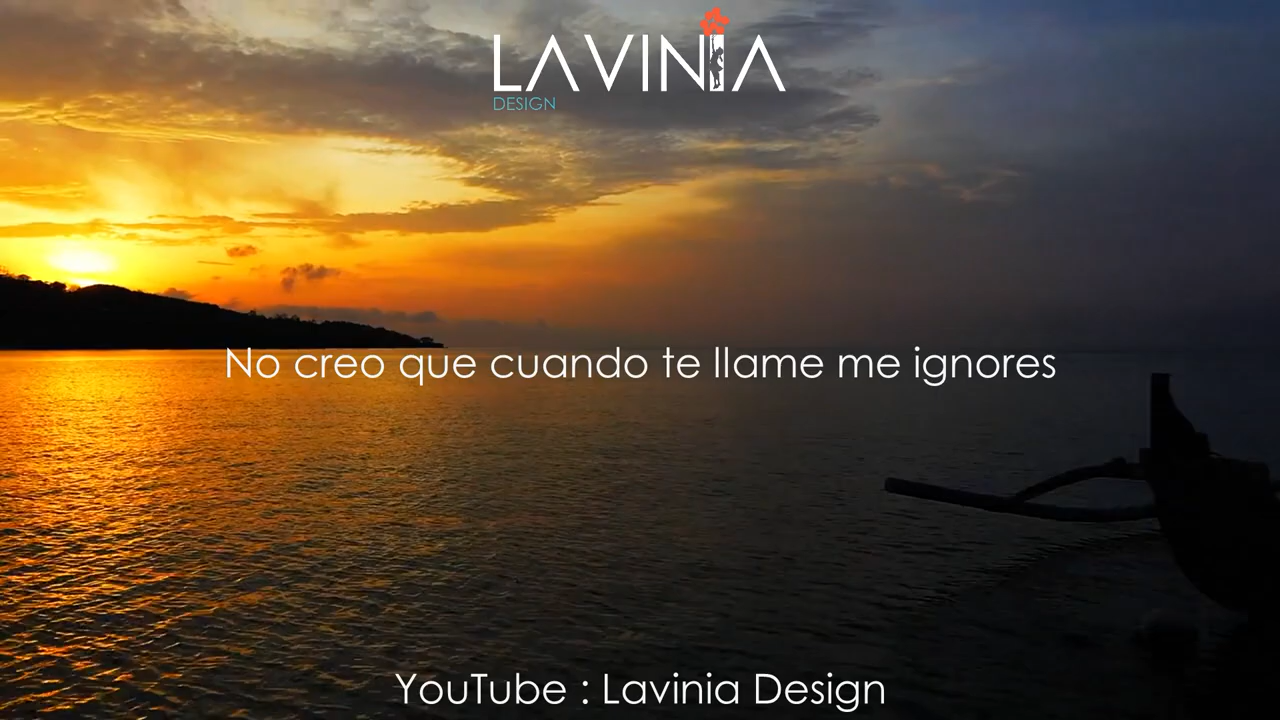 LAVINIA
DESIGN
No creo que cuando te llame me ignores
YouTube : Lavinia Design